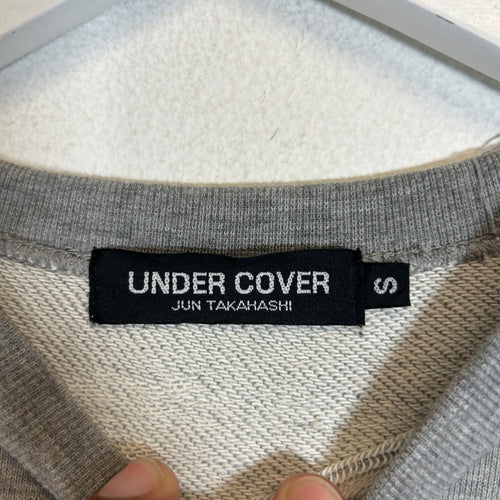 UNDER COVER
JUN TAKAHASHI
S